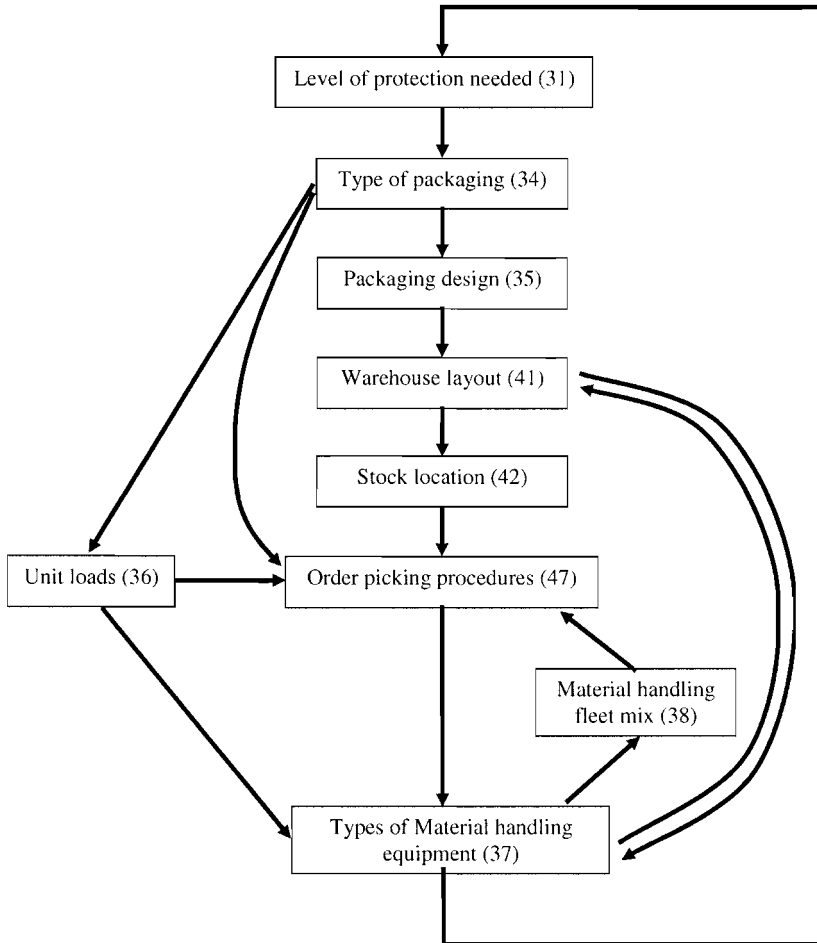 Level of protection needed (31)
Type of packaging (34)
Packaging design (35)
Warehouse layout (41)
Stock location (42)
Unit loads (36)
Order picking procedures (47)
Material handling
fleet mix (38)
Types of Material handling
equipment (37)